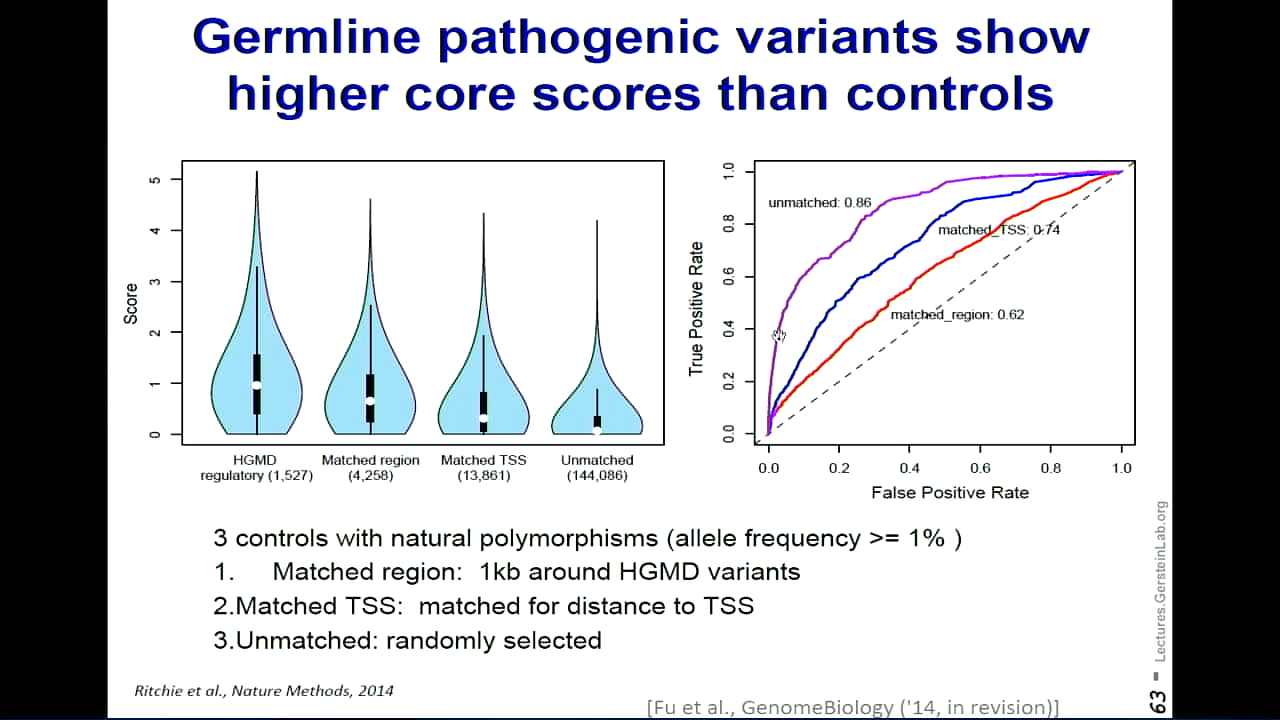 Germline pathogenic variants show
higher core scores than controls
Score
5
4
3
2
1
0
HGMD
regulatory (1,527)
Matched region
(4,258)
Matched TSS
(13,861)
Unmatched
(144,086)
True Positive Rate
1.0
0.8
0.6
0.4
0.2
0.0
unmatched: 0.86
matched_TSS: 0.74
matched_region: 0.62
0.0 0.2 0.4 0.6 0.8 1.0
False Positive Rate
3 controls with natural polymorphisms (allele frequency >= 1% )
1. Matched region: 1kb around HGMD variants
2.Matched TSS: matched for distance to TSS
3.Unmatched: randomly selected
Ritchie et al., Nature Methods, 2014
[Fu et al., GenomeBiology ('14, in revision)]
63 - Lectures.GersteinLab.org